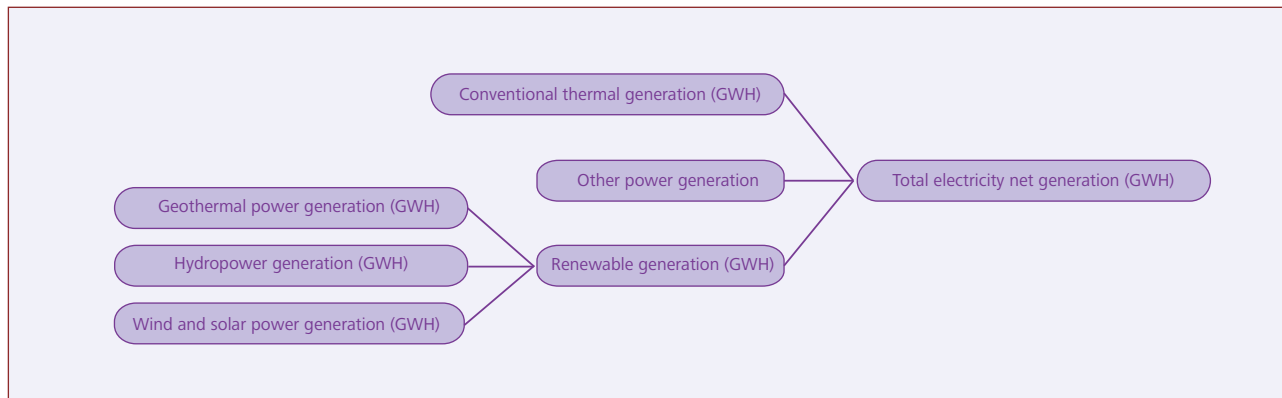 Conventional thermal generation (GWH)
Other power generation
Total electricity net generation (GWH)
Geothermal power generation (GWH)
Hydropower generation (GWH)
Renewable generation (GWH)
Wind and solar power generation (GWH)